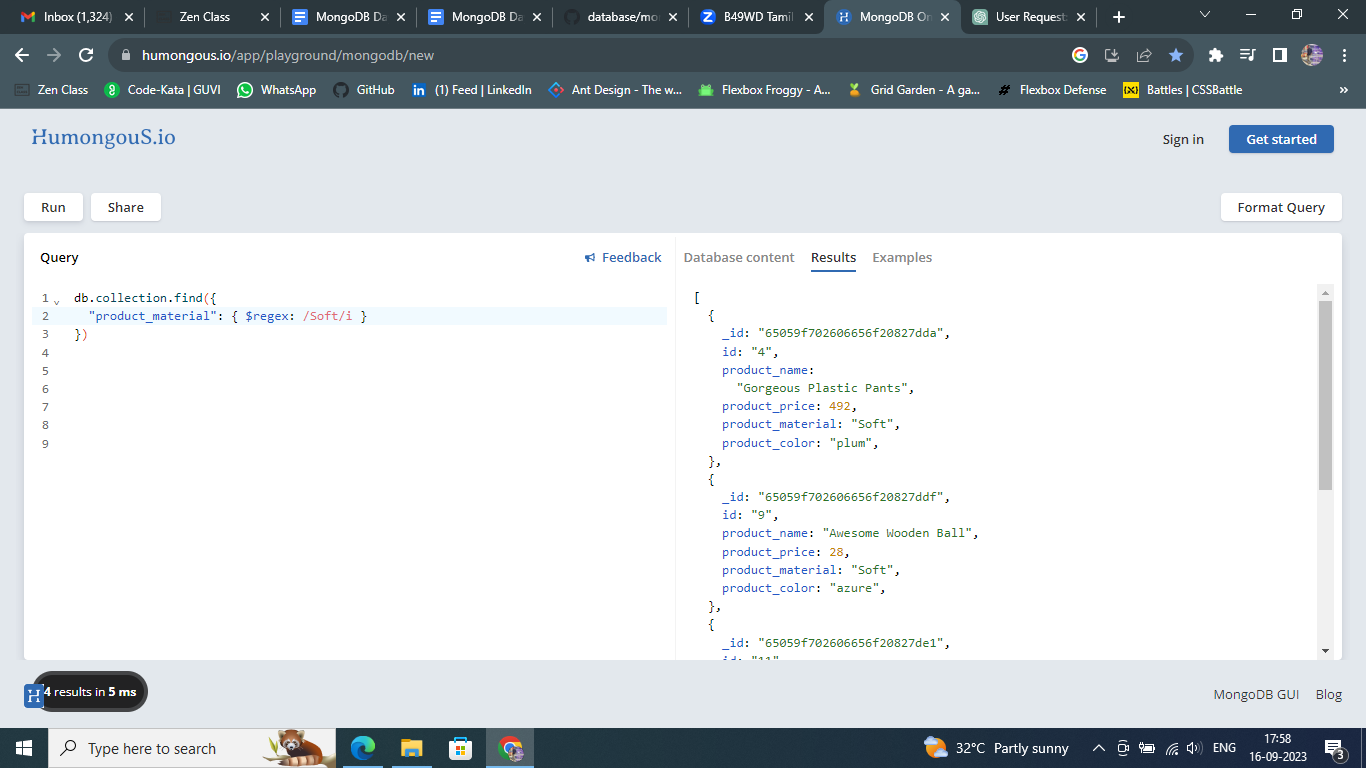 Inbox (1,324)
Zen Class
MongoDB Da
MongoDB Da
database/mo
B49WD Tamil
MongoDB On
User Request
humongous.io/app/playground/mongodb/new
Zen Class
Code-Kata | GUVI
WhatsApp
GitHub
(1) Feed | LinkedIn
Ant Design - The w...
Flexbox Froggy - A...
Grid Garden - A ga...
Flexbox Defense
Battles | CSSBattle
»
HumongouS.io
Sign in
Get started
Run
Share
Format Query
Query
Feedback
Database content
Results
Examples
1 db.collection.find({
2 "product_material": { $regex: /Soft/i }
3 })
4
5
6
7
8
9
[
{
_id: "65059f702606656f20827dda",
id: "4",
product_name:
"Gorgeous Plastic Pants",
product_price: 492,
product_material: "Soft",
product_color: "plum",
},
{
_id: "65059f702606656f20827ddf",
id: "9",
product_name: "Awesome Wooden Ball",
product_price: 28,
product_material: "Soft",
product_color: "azure",
},
{
_id: "65059f702606656f20827de1",
id: "11"
H 4 results in 5 ms
MongoDB GUI
Blog
Type here to search
32°C Partly sunny
ENG
17:58
16-09-2023
3